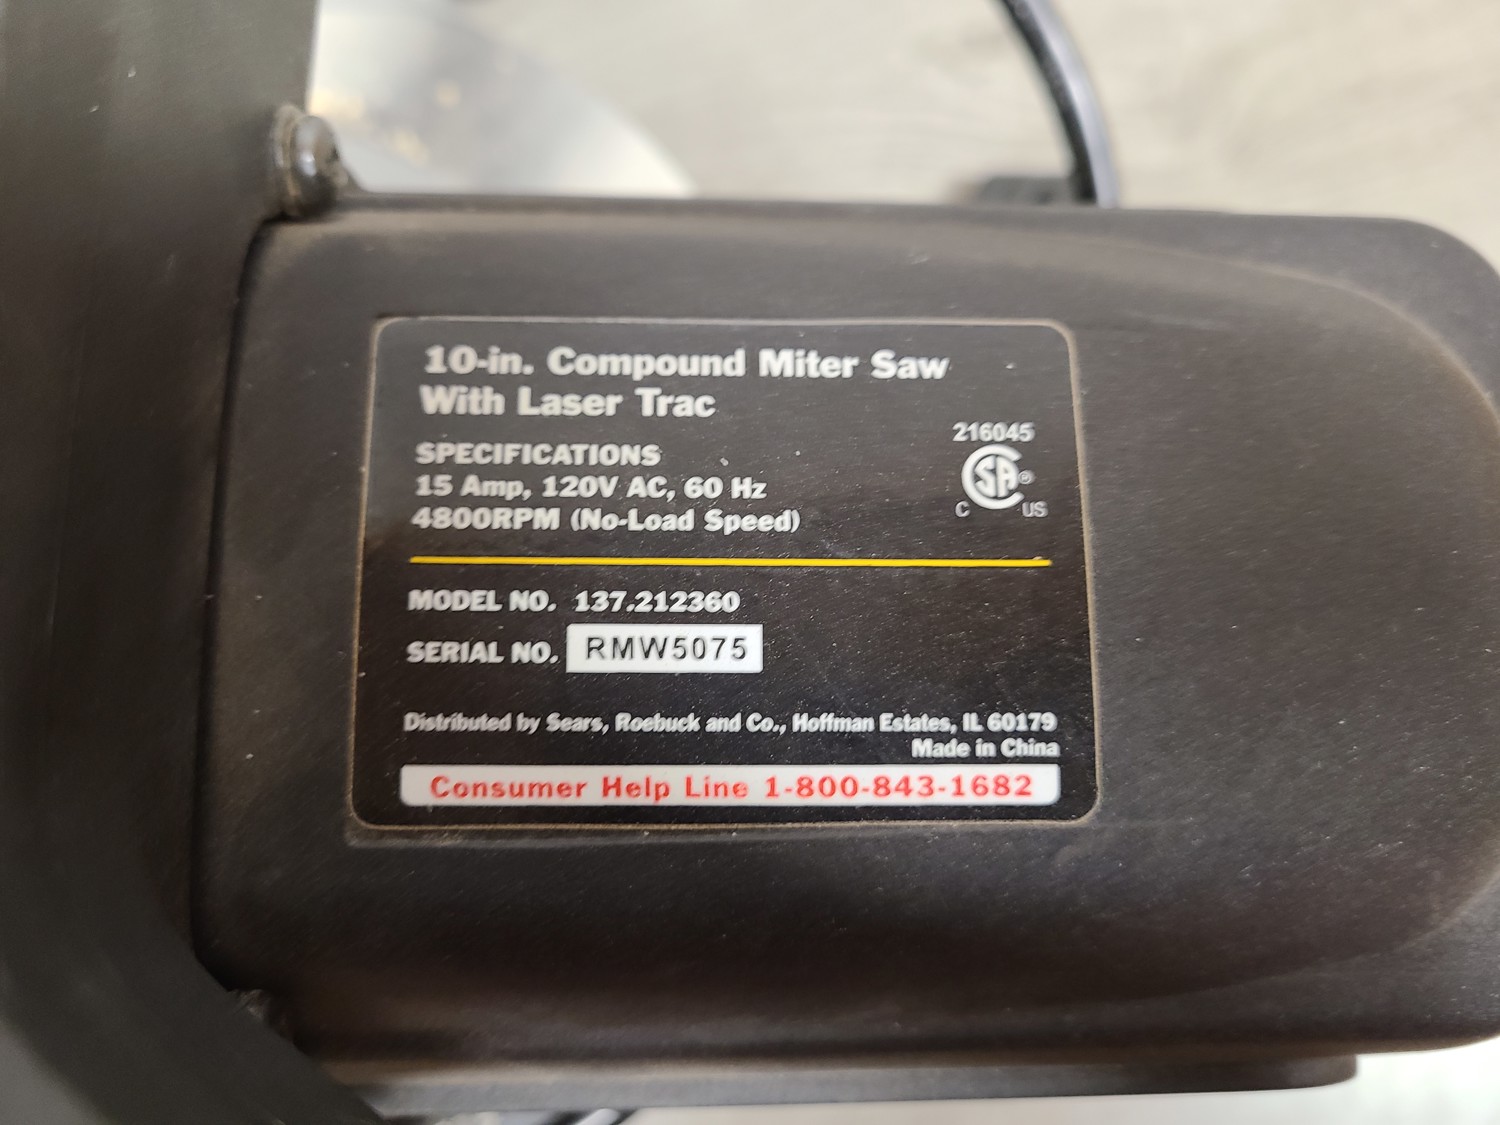 10-in. Compound Miter Saw
With Laser Trac
SPECIFICATIONS
15 Amp, 120V AC, 60 Hz
4800RPM (No-Load Speed)
216045
CSA®
C US
MODEL NO. 137.212360
SERIAL NO. RMW5075
Distributed by Sears, Roebuck and Co., Hoffman Estates, IL 60179
Made in China
Consumer Help Line 1-800-843-1682